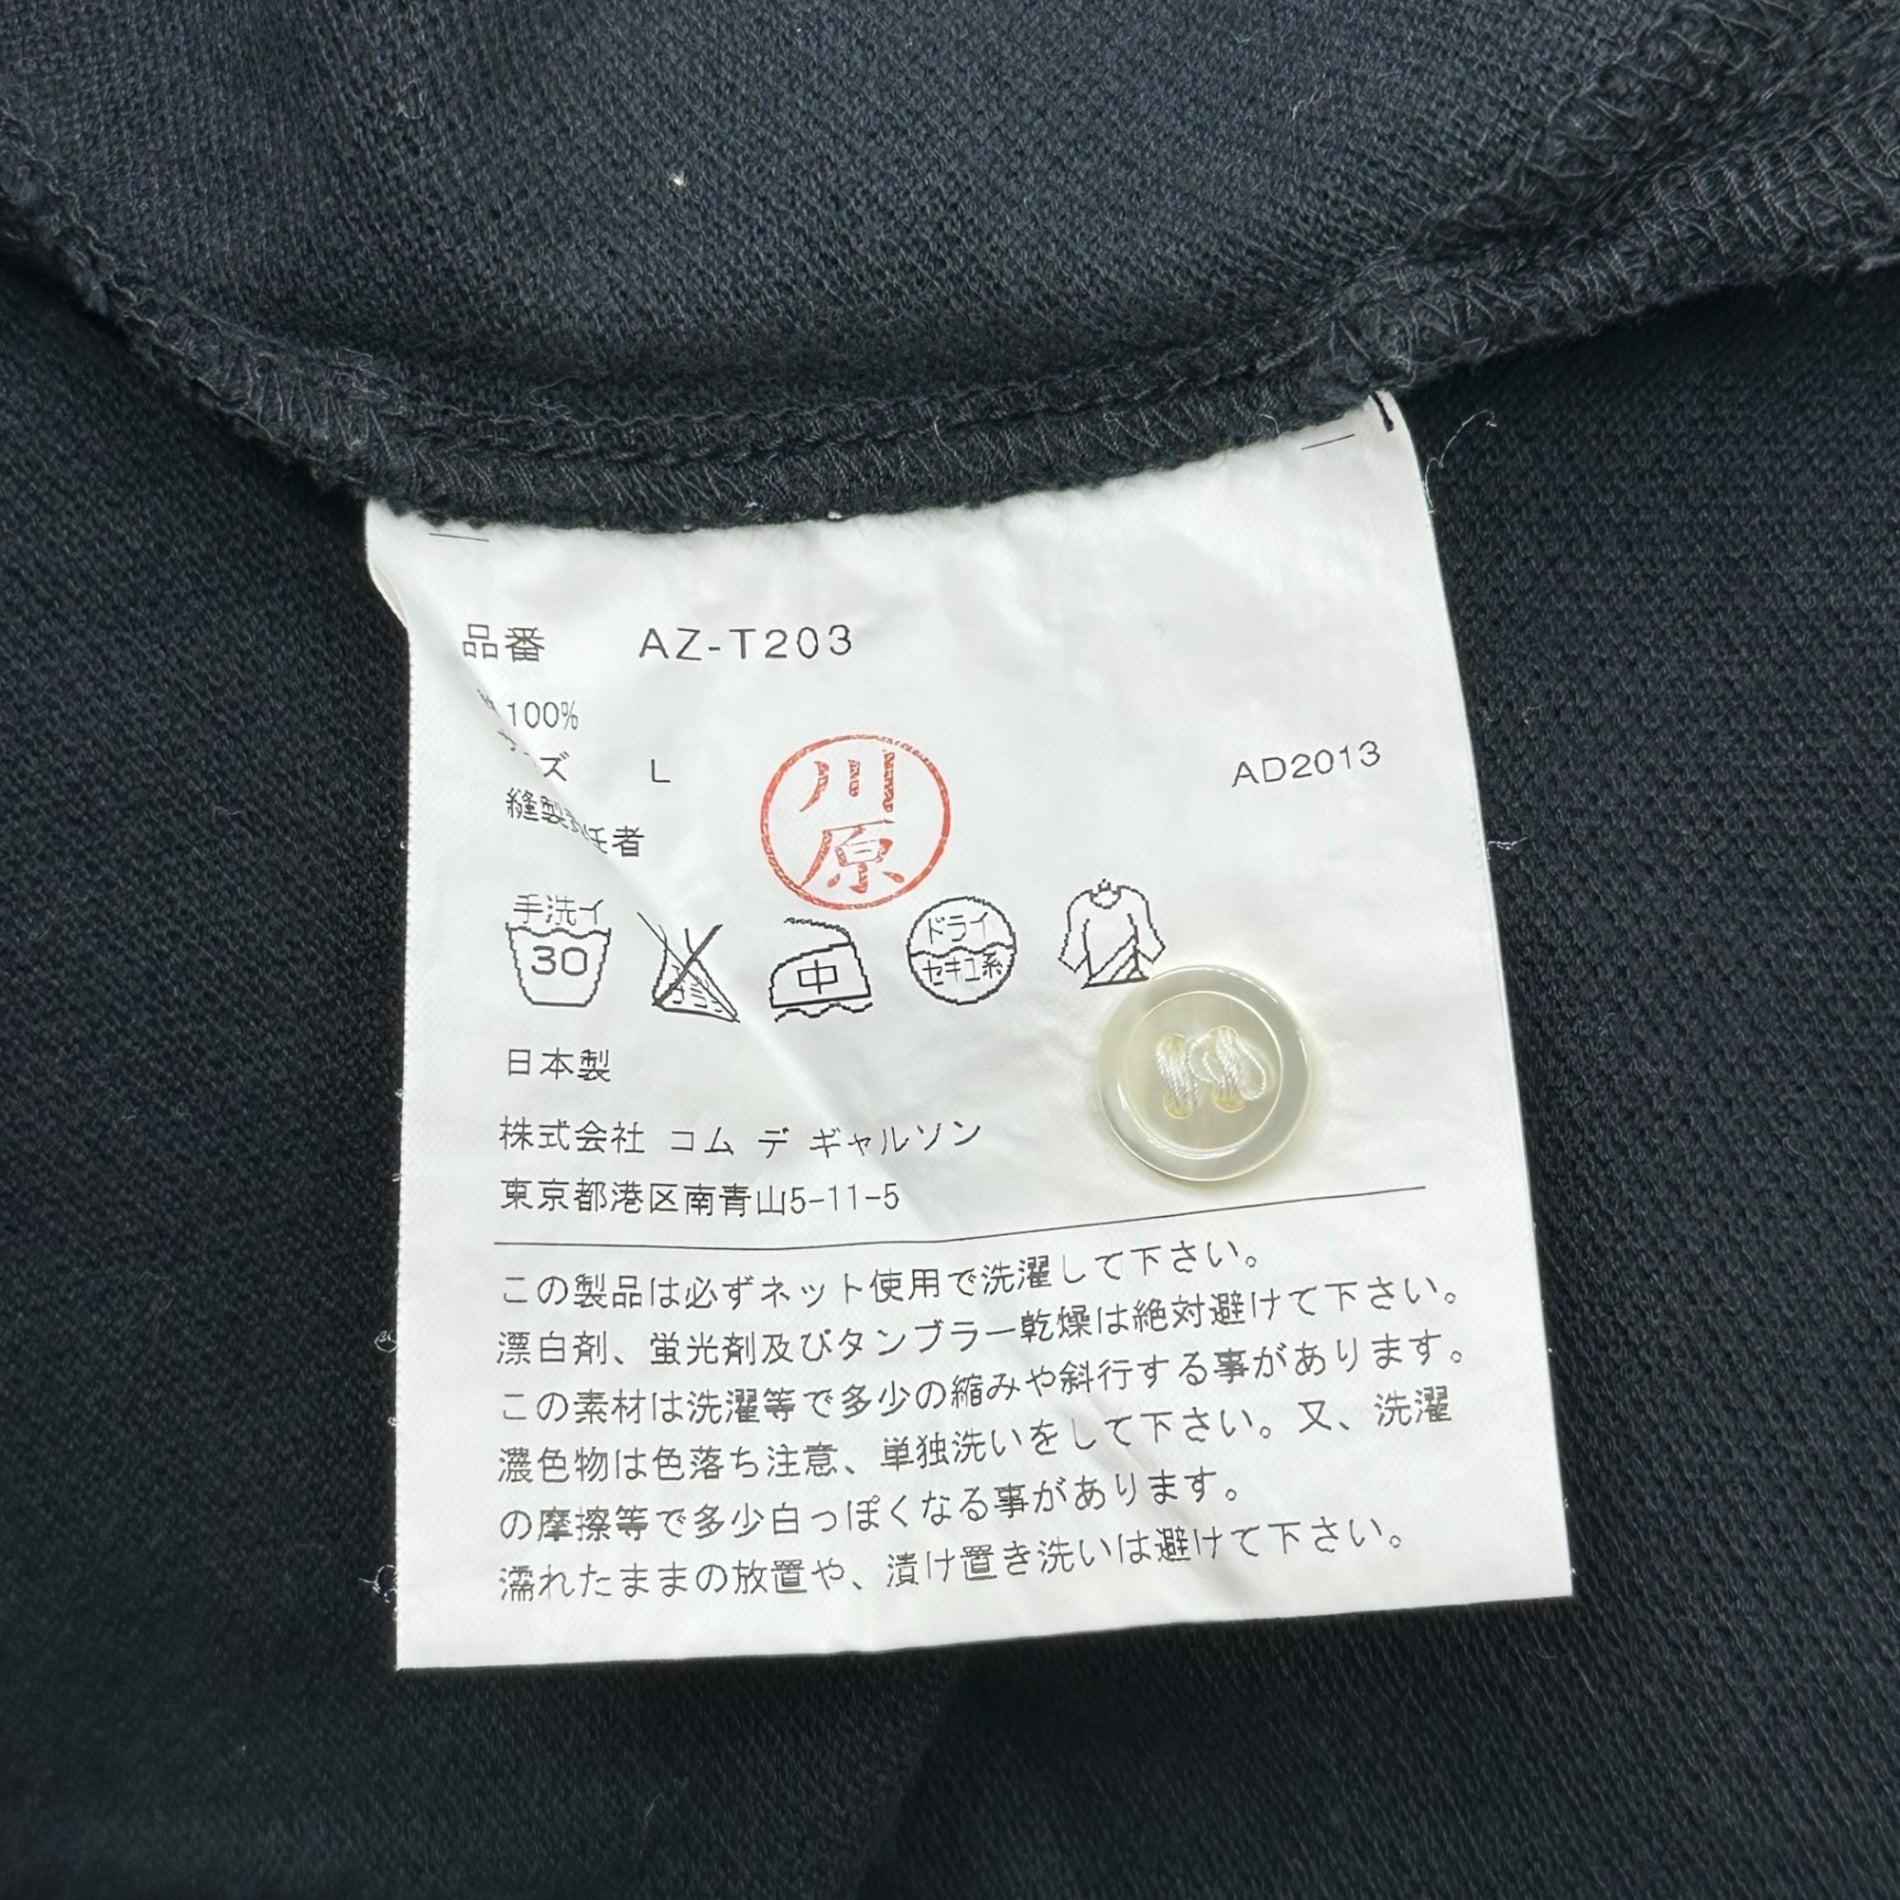 品番 AZ-T203
100%
ズ L AD2013
縫製 任者
川原
手洗イ
30
エンソサラシ
中
ドライ
セキユ系
日本製
株式会社 コム デ ギャルソン
東京都港区南青山5-11-5
この製品は必ずネット使用で洗濯して下さい。
漂白剤、蛍光剤及びタンブラー乾燥は絶対避けて下さい。
この素材は洗濯等で多少の縮みや斜行する事があります。
濃色物は色落ち注意、単独洗いをして下さい。又、洗濯
の摩擦等で多少白っぽくなる事があります。
濡れたままの放置や、漬け置き洗いは避けて下さい。